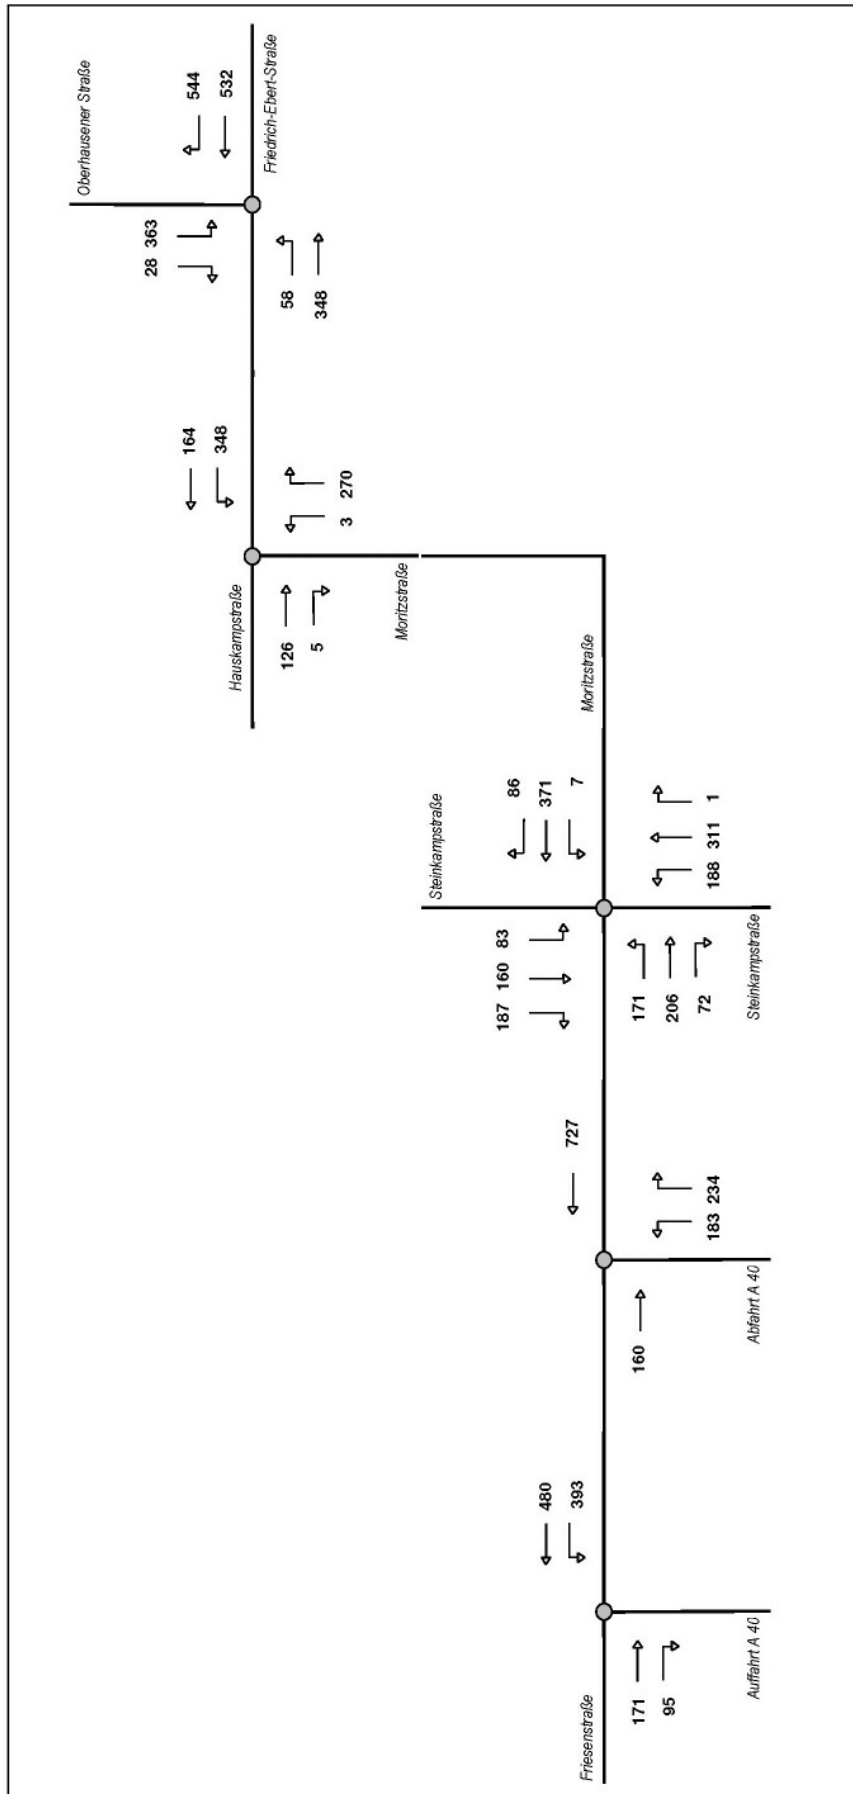 Oberhausener Straße
544
532
Friedrich-Ebert-Straße
28 363
58
348
164
348
3 270
Hauskampstraße
126
5
Moritzstraße
Moritzstraße
Steinkampstraße
86
371
7
187 160 83
188 311 1
171
206
72
Steinkampstraße
727
183 234
160
Abfahrt A 40
480
393
Friesenstraße
171
95
Auffahrt A 40